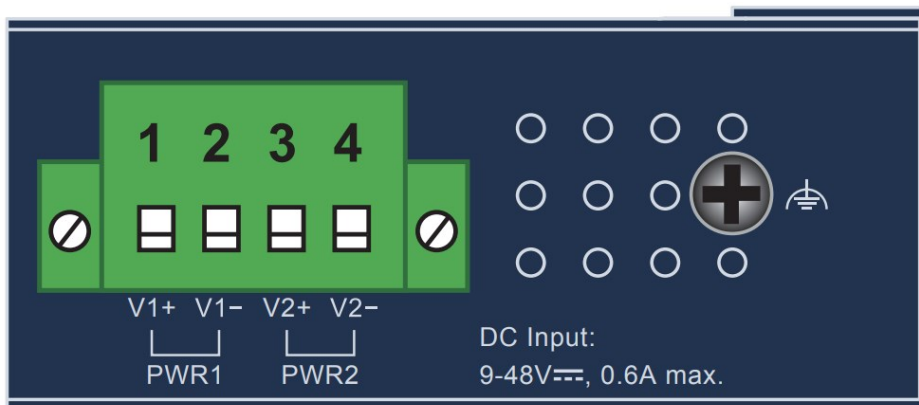 1 2 3 4
V1+ V1− V2+ V2−
PWR1 PWR2
DC Input:
9-48V⎓, 0.6A max.